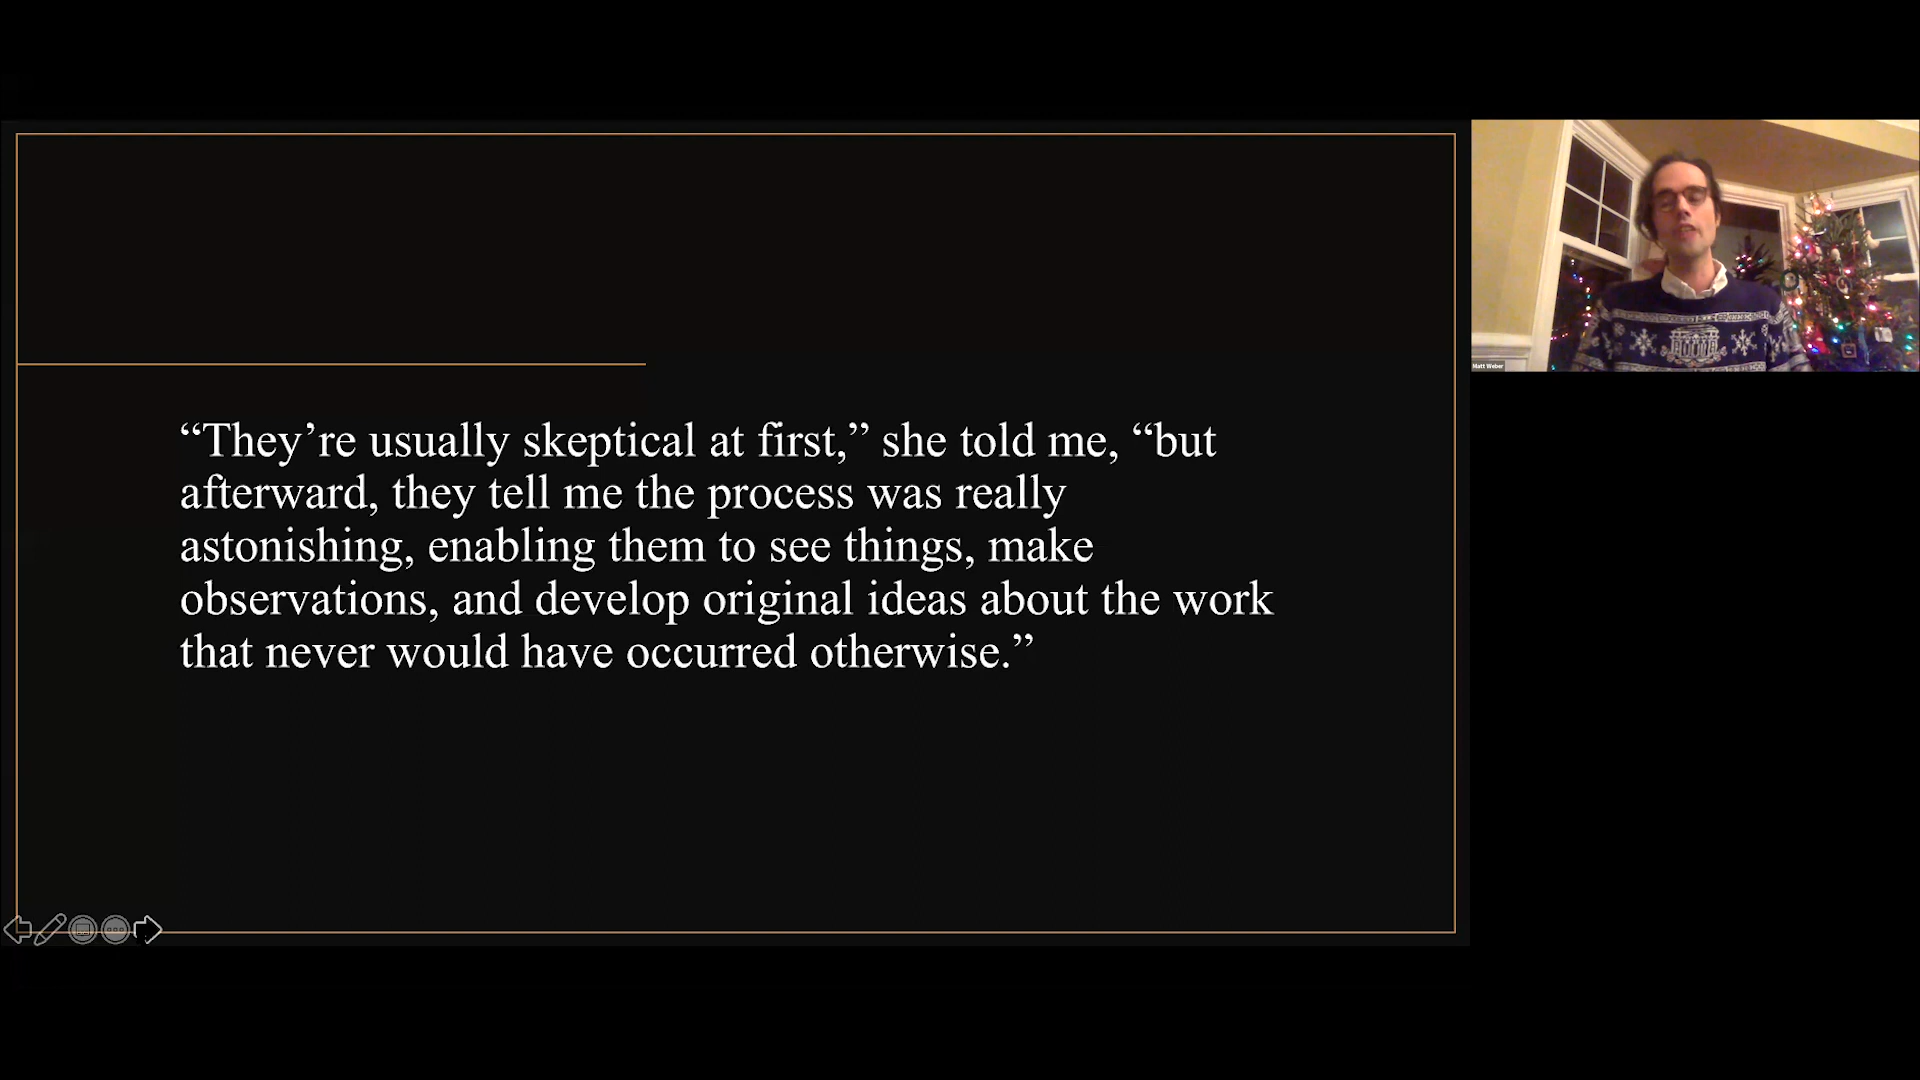 “They’re usually skeptical at first,” she told me, “but
afterward, they tell me the process was really
astonishing, enabling them to see things, make
observations, and develop original ideas about the work
that never would have occurred otherwise.”
Matt Weber